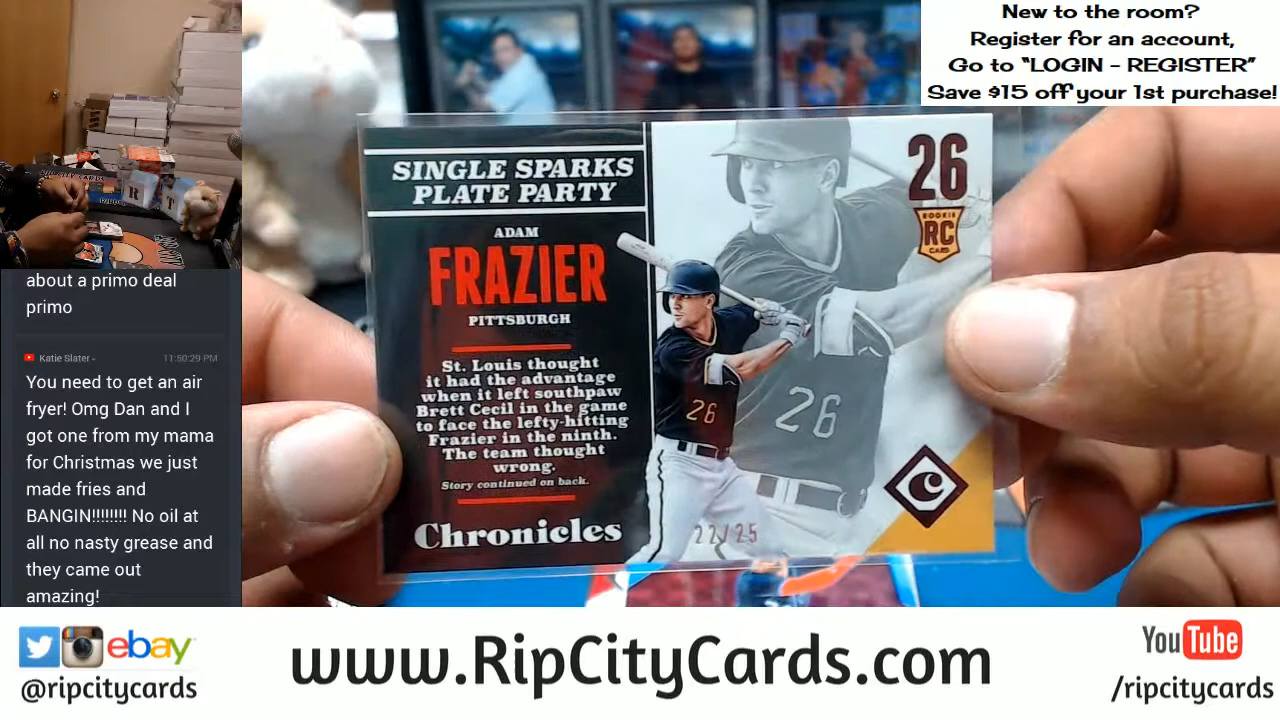 New to the room?
Register for an account,
Go to "LOGIN - REGISTER"
Save $15 off your 1st purchase!
SINGLE SPARKS
PLATE PARTY
ADAM
FRAZIER
PITTSBURGH
St. Louis thought
it had the advantage
when it left southpaw
Brett Cecil in the game
to face the lefty-hitting
Frazier in the ninth.
The team thought
wrong.
Story continued on back.
Chronicles
26
ROOKIE
RC
CARD
26
26
C
22/25
R
T
about a primo deal
primo
Katie Slater -
11:50:29 PM
You need to get an air
fryer! Omg Dan and I
got one from my mama
for Christmas we just
made fries and
BANGIN!!!!!!!! No oil at
all no nasty grease and
they came out
amazing!
ebay
@ripcitycards
www.RipCityCards.com
YouTube
/ripcitycards